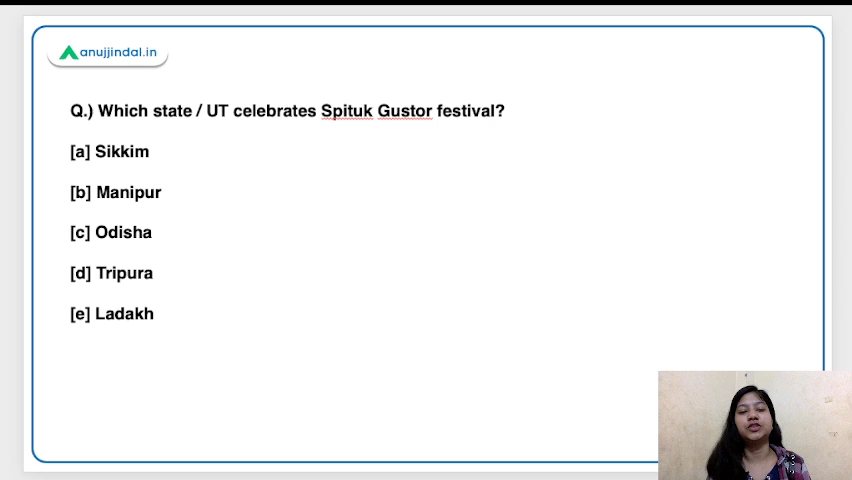 anujjindal.in
Q.) Which state / UT celebrates Spituk Gustor festival?
[a] Sikkim
[b] Manipur
[c] Odisha
[d] Tripura
[e] Ladakh